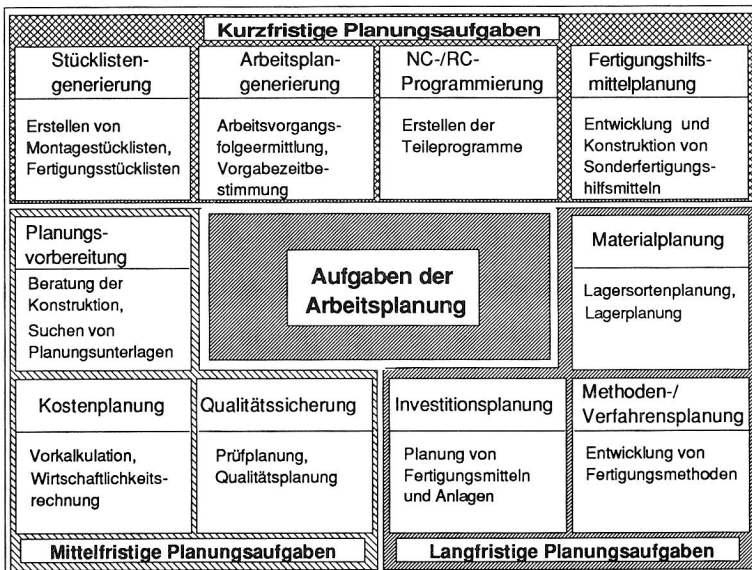 Kurzfristige Planungsaufgaben
Stücklisten-
generierung
Erstellen von
Montagestücklisten,
Fertigungsstücklisten
Arbeitsplan-
generierung
Arbeitsvorgangs-
folgeermittlung,
Vorgabezeitbe-
stimmung
NC-/RC-
Programmierung
Erstellen der
Teileprogramme
Fertigungshilfs-
mittelplanung
Entwicklung und
Konstruktion von
Sonderfertigungs-
hilfsmitteln
Planungs-
vorbereitung
Beratung der
Konstruktion,
Suchen von
Planungsunterlagen
Aufgaben der
Arbeitsplanung
Materialplanung
Lagersortenplanung,
Lagerplanung
Kostenplanung
Vorkalkulation,
Wirtschaftlichkeits-
rechnung
Qualitätssicherung
Prüfplanung,
Qualitätsplanung
Investitionsplanung
Planung von
Fertigungsmitteln
und Anlagen
Methoden-/
Verfahrensplanung
Entwicklung von
Fertigungsmethoden
Mittelfristige Planungsaufgaben
Langfristige Planungsaufgaben